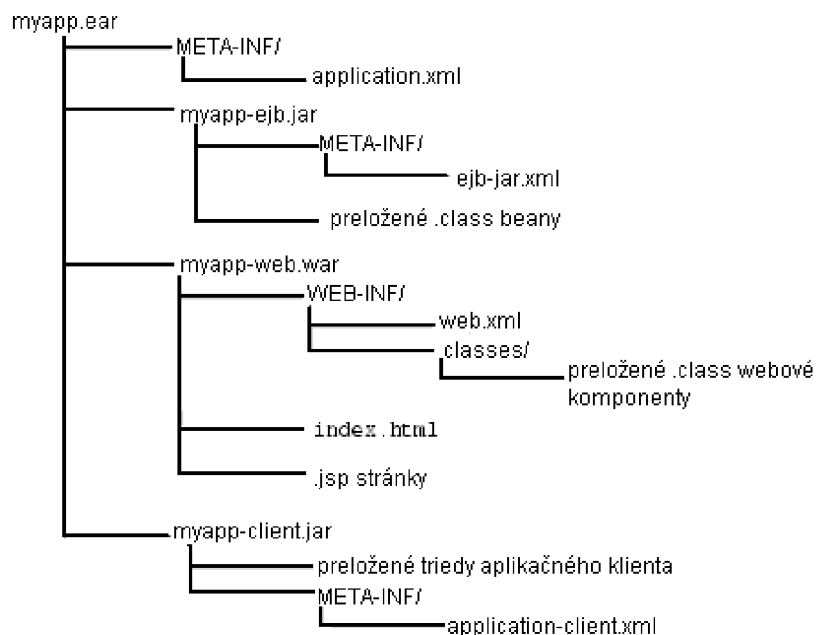 myapp.ear
META-INF/
application.xml
myapp-ejb.jar
META-INF/
ejb-jar.xml
preložené .class beany
myapp-web.war
WEB-INF/
web.xml
classes/
preložené .class webové
komponenty
index.html
.jsp stránky
myapp-client.jar
preložené triedy aplikačného klienta
META-INF/
application-client.xml